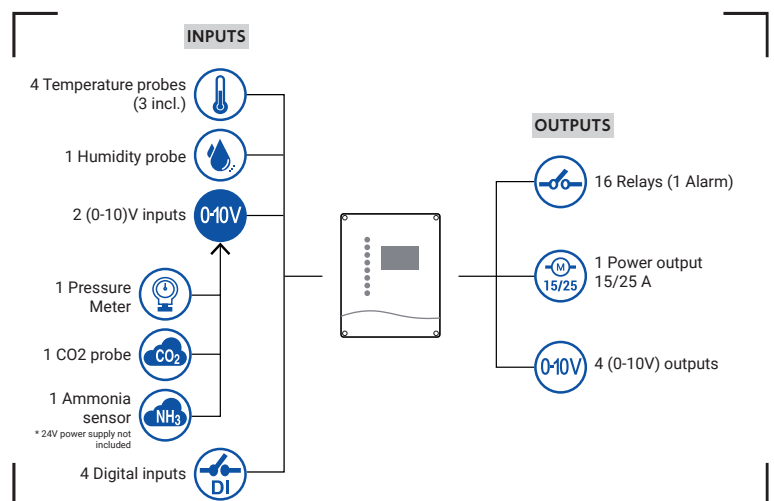 INPUTS
4 Temperature probes
(3 incl.)
1 Humidity probe
2 (0-10)V inputs
0-10V
1 Pressure
Meter
1 CO2 probe
CO₂
1 Ammonia
sensor
NH₃
* 24V power supply not
included
4 Digital inputs
DI
OUTPUTS
16 Relays (1 Alarm)
M
15/25
1 Power output
15/25 A
0-10V
4 (0-10V) outputs